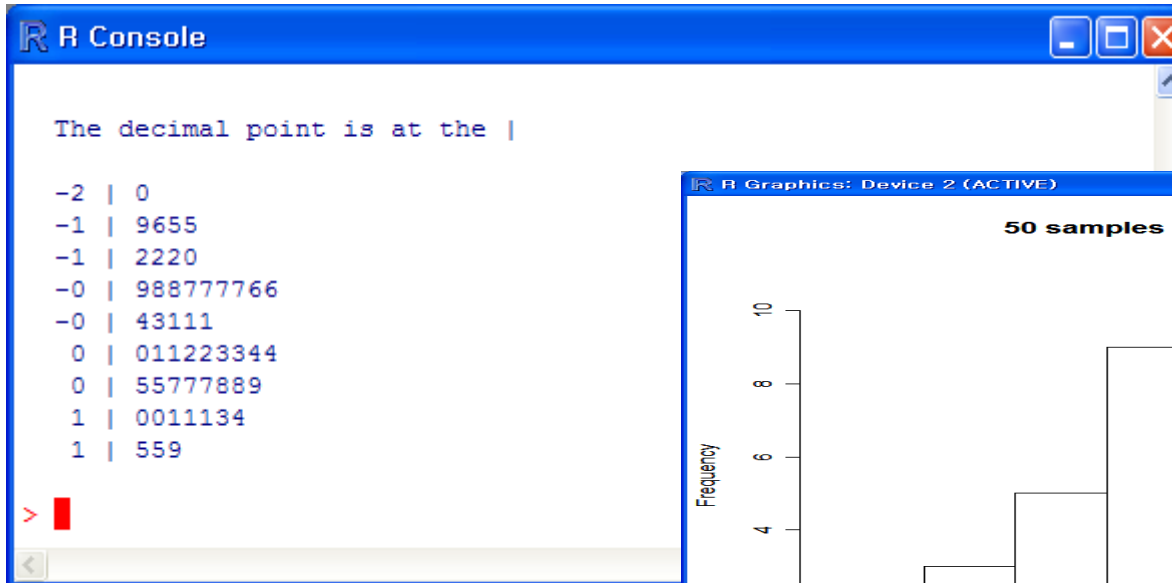 R Console
The decimal point is at the |
-2 | 0
-1 | 9655
-1 | 2220
-0 | 988777766
-0 | 43111
0 | 011223344
0 | 55777889
1 | 0011134
1 | 559
>
R Graphics: Device 2 (ACTIVE)
50 samples
10
8
6
4
Frequency